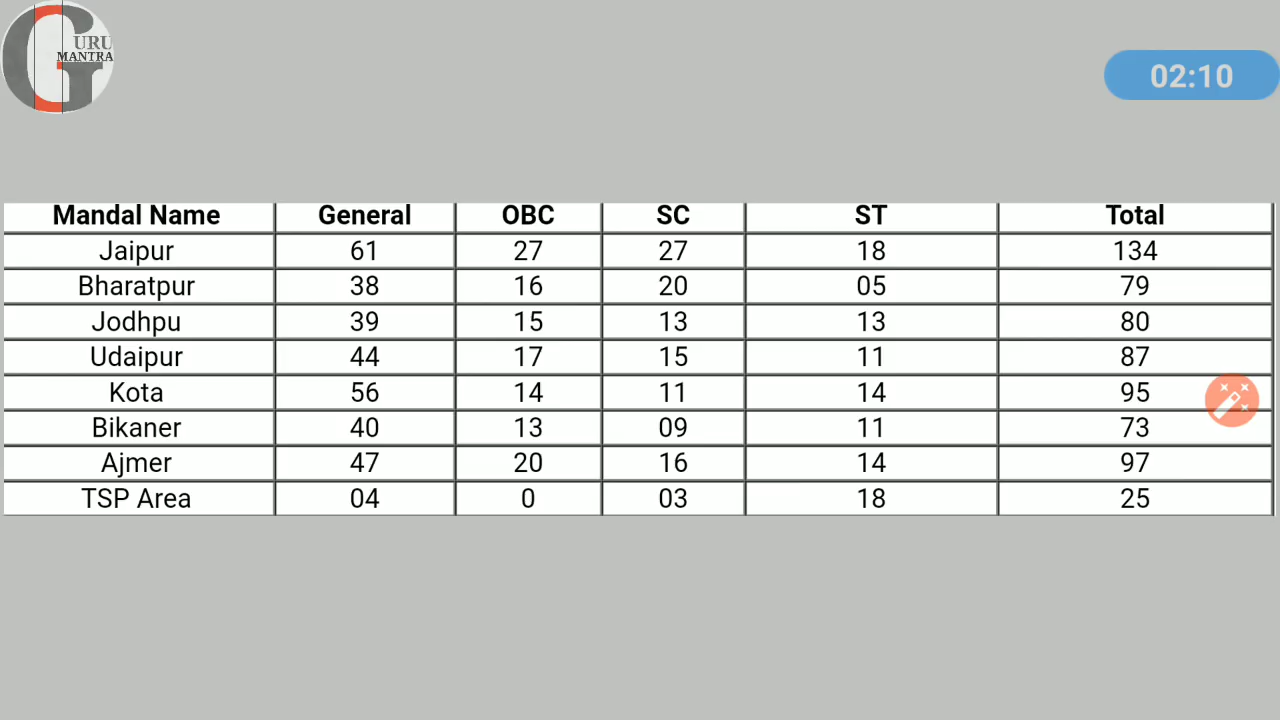 GURU
MANTRA
02:10
Mandal Name General OBC SC ST Total
Jaipur 61 27 27 18 134
Bharatpur 38 16 20 05 79
Jodhpu 39 15 13 13 80
Udaipur 44 17 15 11 87
Kota 56 14 11 14 95
Bikaner 40 13 09 11 73
Ajmer 47 20 16 14 97
TSP Area 04 0 03 18 25